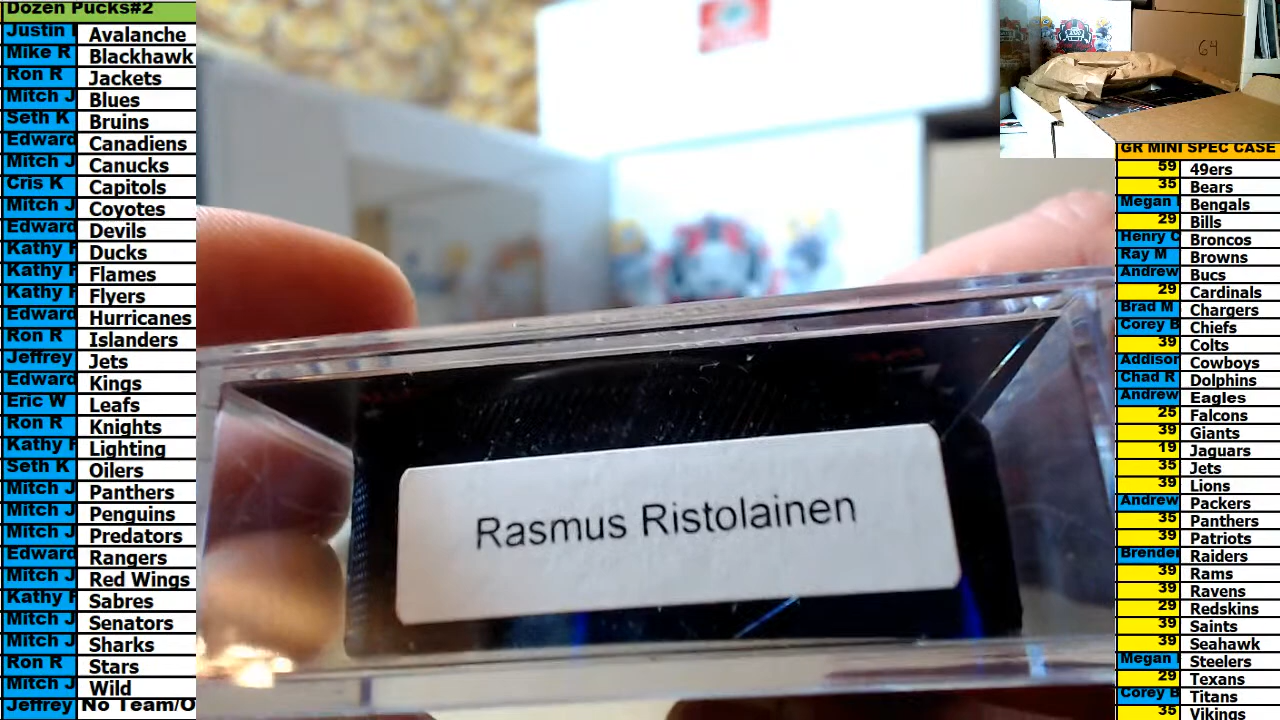 Dozen Pucks#2
Justin Avalanche
Mike R Blackhawk
Ron R Jackets
Mitch J Blues
Seth K Bruins
Edward Canadiens
Mitch J Canucks
Cris K Capitols
Mitch J Coyotes
Edward Devils
Kathy Ducks
Kathy Flames
Kathy Flyers
Edward Hurricanes
Ron R Islanders
Jeffrey Jets
Edward Kings
Eric W Leafs
Ron R Knights
Kathy Lighting
Seth K Oilers
Mitch J Panthers
Mitch J Penguins
Mitch J Predators
Edward Rangers
Mitch J Red Wings
Kathy Sabres
Mitch J Senators
Mitch J Sharks
Ron R Stars
Mitch J Wild
Jeffrey No Team/O
Rasmus Ristolainen
64
GR MINI SPEC CASE
59 49ers
35 Bears
Megan Bengals
29 Bills
Henry C Broncos
Ray M Browns
Andrew Bucs
29 Cardinals
Brad M Chargers
Corey B Chiefs
39 Colts
Addison Cowboys
Chad R Dolphins
Andrew Eagles
25 Falcons
39 Giants
19 Jaguars
35 Jets
39 Lions
Andrew Packers
35 Panthers
39 Patriots
Brenden Raiders
39 Rams
39 Ravens
29 Redskins
39 Saints
39 Seahawk
Megan Steelers
29 Texans
Corey B Titans
35 Vikings